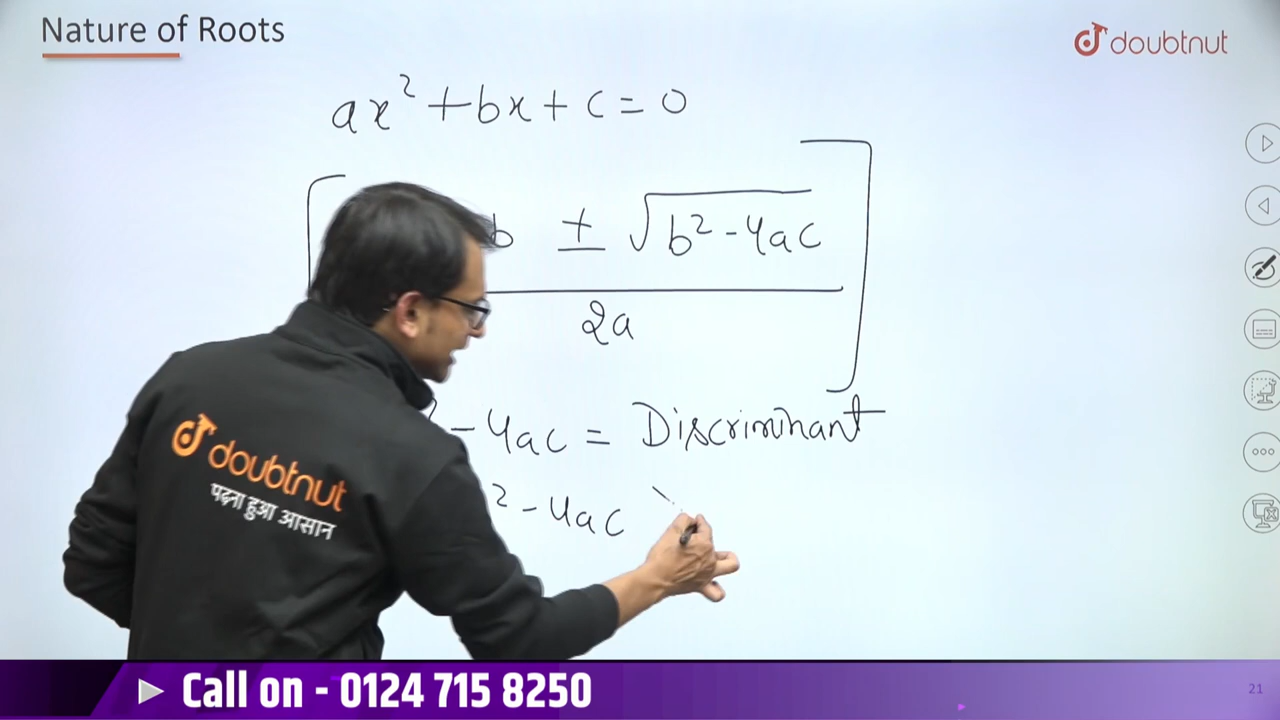 Nature of Roots
doubtnut
ax² + bx + c = 0
b ± √b² - 4ac
2a
² - 4ac = Discriminant
² - 4ac
doubtnut
पढ़ना हुआ आसान
Call on - 0124 715 8250
21